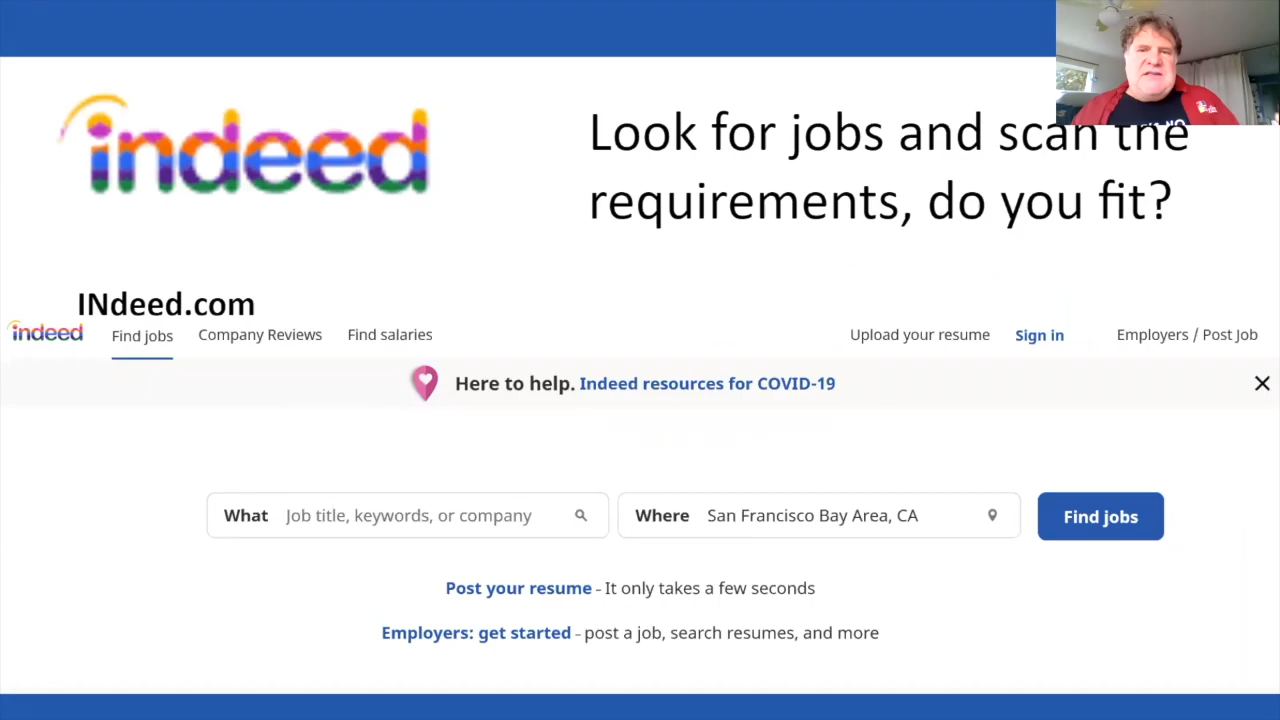 indeed
Look for jobs and scan the
requirements, do you fit?
INdeed.com
indeed Find jobs Company Reviews Find salaries Upload your resume Sign in Employers / Post Job
Here to help. Indeed resources for COVID-19
What Job title, keywords, or company Where San Francisco Bay Area, CA Find jobs
Post your resume - It only takes a few seconds
Employers: get started - post a job, search resumes, and more